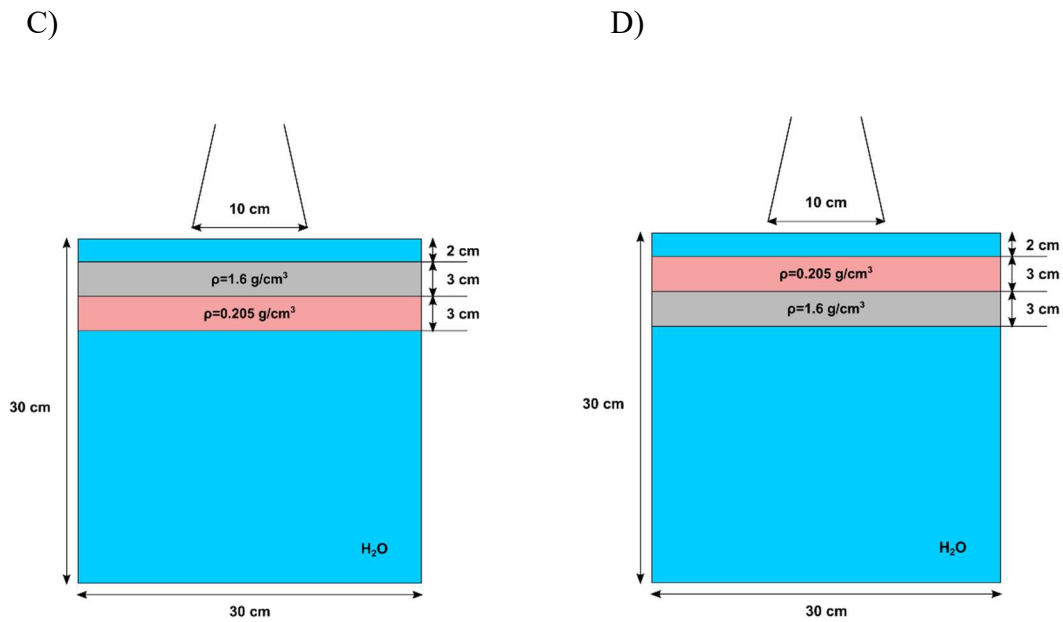 C)
D)
10 cm
2 cm
ρ=1.6 g/cm³
3 cm
ρ=0.205 g/cm³
3 cm
30 cm
H₂O
30 cm
10 cm
2 cm
ρ=0.205 g/cm³
3 cm
ρ=1.6 g/cm³
3 cm
30 cm
H₂O
30 cm